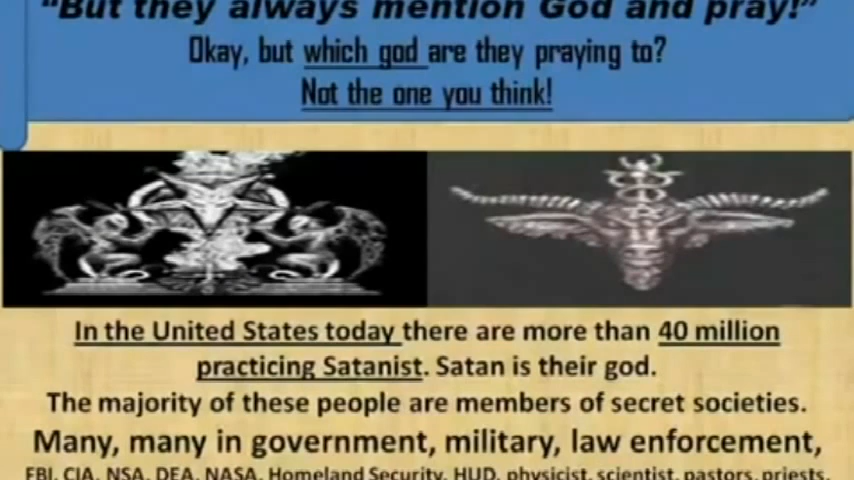 "But they always mention God and pray!"
Okay, but which god are they praying to?
Not the one you think!
In the United States today there are more than 40 million
practicing Satanist. Satan is their god.
The majority of these people are members of secret societies.
Many, many in government, military, law enforcement,
FBI, CIA, NSA, DEA, NASA, Homeland Security, HUD, physicist, scientist, pastors, priests,